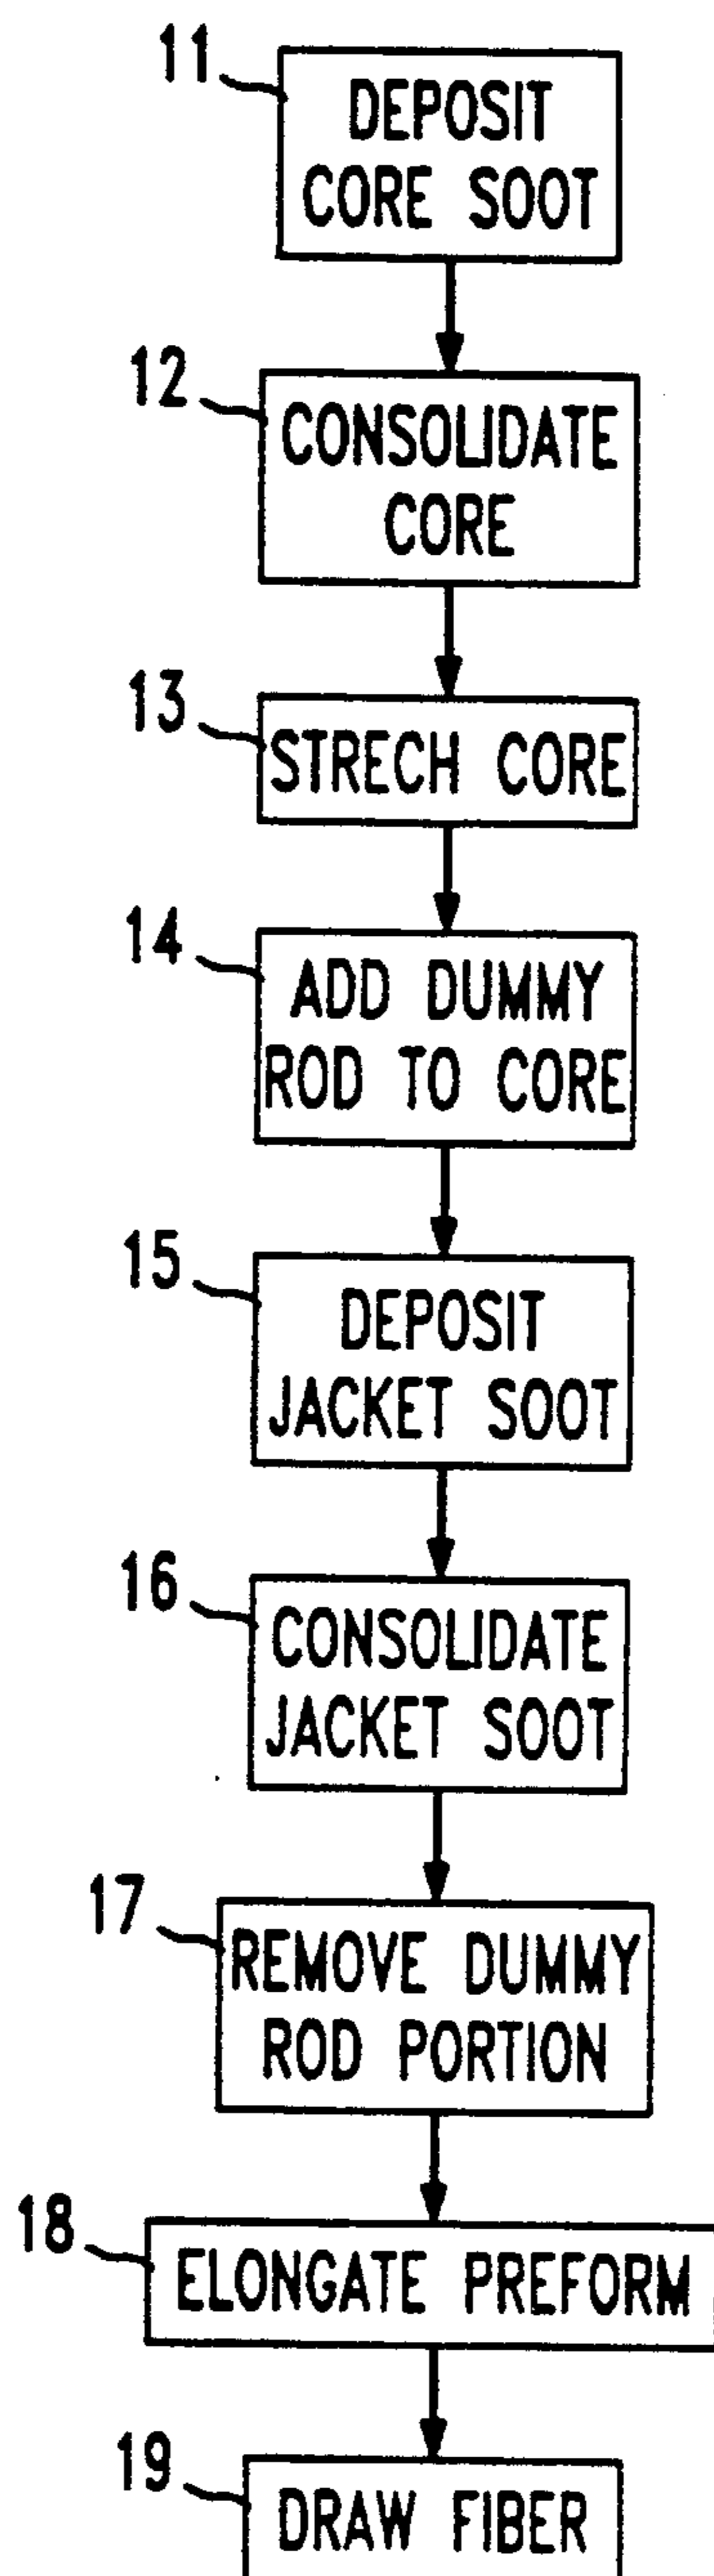 11
DEPOSIT
CORE SOOT
12
CONSOLIDATE
CORE
13
STRECH CORE
14
ADD DUMMY
ROD TO CORE
15
DEPOSIT
JACKET SOOT
16
CONSOLIDATE
JACKET SOOT
17
REMOVE DUMMY
ROD PORTION
18
ELONGATE PREFORM
19
DRAW FIBER